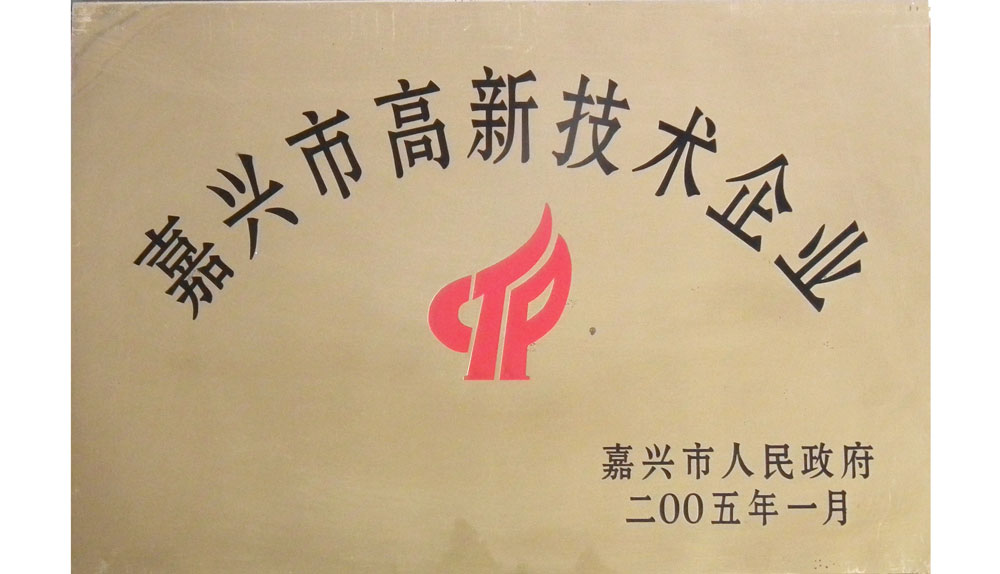 嘉兴市高新技术企业
嘉兴市人民政府
二00五年一月